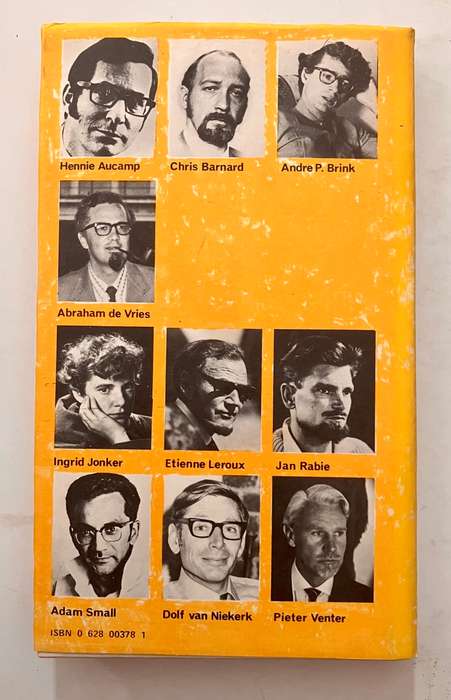 Hennie Aucamp
Chris Barnard
Andre P. Brink
Abraham de Vries
Ingrid Jonker
Etienne Leroux
Jan Rabie
Adam Small
Dolf van Niekerk
Pieter Venter
ISBN 0 628 00378 1